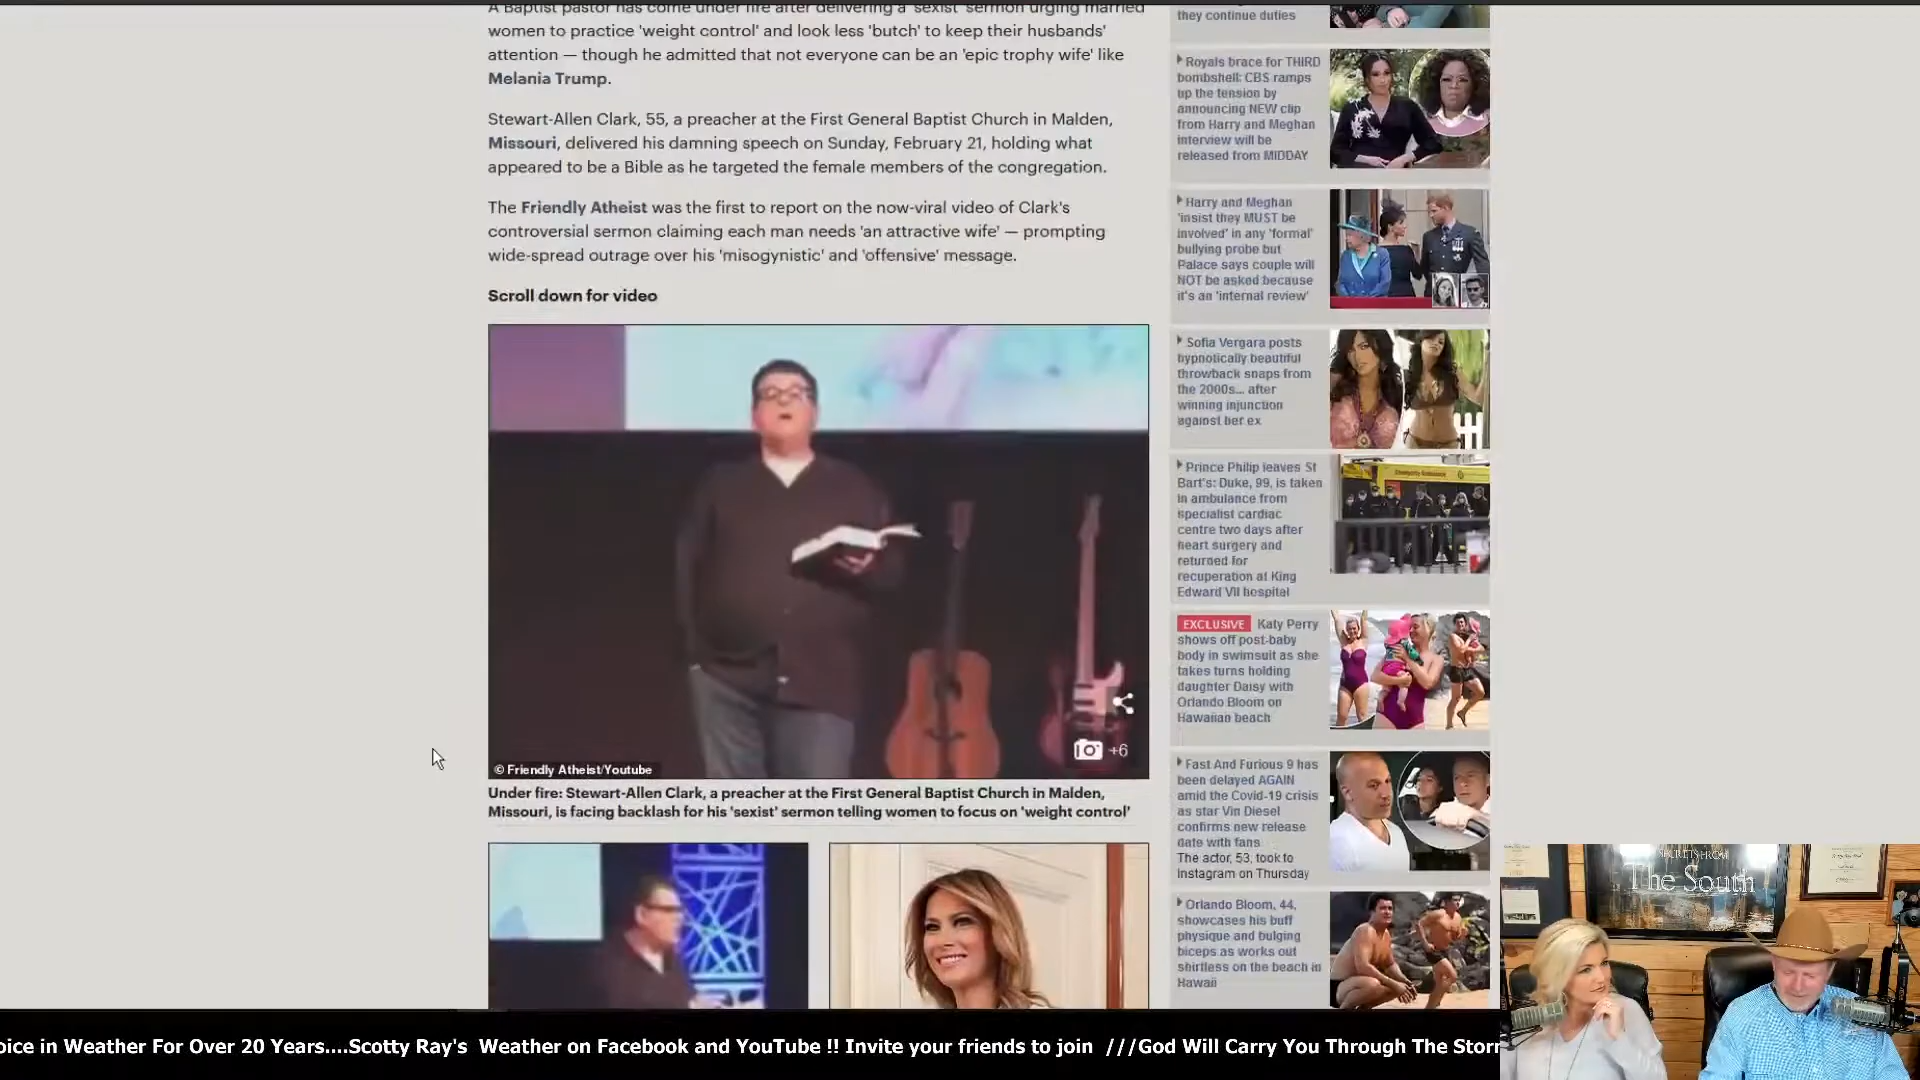 A Baptist pastor has come under fire after delivering a 'sexist' sermon urging married
women to practice 'weight control' and look less 'butch' to keep their husbands'
attention — though he admitted that not everyone can be an 'epic trophy wife' like
Melania Trump.
Stewart-Allen Clark, 55, a preacher at the First General Baptist Church in Malden,
Missouri, delivered his damning speech on Sunday, February 21, holding what
appeared to be a Bible as he targeted the female members of the congregation.
The Friendly Atheist was the first to report on the now-viral video of Clark's
controversial sermon claiming each man needs 'an attractive wife' — prompting
wide-spread outrage over his 'misogynistic' and 'offensive' message.
Scroll down for video
+6
© Friendly Atheist/Youtube
Under fire: Stewart-Allen Clark, a preacher at the First General Baptist Church in Malden,
Missouri, is facing backlash for his 'sexist' sermon telling women to focus on 'weight control'
they continue duties
Royals brace for THIRD
bombshell: CBS ramps
up the tension by
announcing NEW clip
from Harry and Meghan
interview will be
released from MIDDAY
Harry and Meghan
'insist they MUST be
involved' in any 'formal'
bullying probe but
Palace says couple will
NOT be asked because
it's an 'internal review'
Sofia Vergara posts
hypnotically beautiful
throwback snaps from
the 2000s... after
winning injunction
against her ex
Prince Philip leaves St
Bart's: Duke, 99, is taken
in ambulance from
specialist cardiac
centre two days after
heart surgery and
returned for
recuperation at King
Edward VII hospital
EXCLUSIVE Katy Perry
shows off post-baby
body in swimsuit as she
takes turns holding
daughter Daisy with
Orlando Bloom on
Hawaiian beach
Fast And Furious 9 has
been delayed AGAIN
amid the Covid-19 crisis
as star Vin Diesel
confirms new release
date with fans
The actor, 53, took to
Instagram on Thursday
Orlando Bloom, 44,
showcases his buff
physique and bulging
biceps as works out
shirtless on the beach in
Hawaii
SECRETS FROM
The South
oice in Weather For Over 20 Years....Scotty Ray's Weather on Facebook and YouTube !! Invite your friends to join ///God Will Carry You Through The Storr